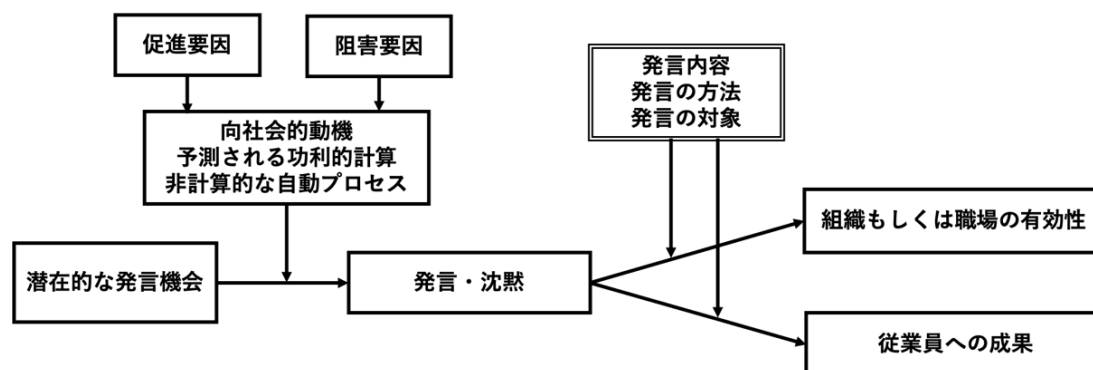 促進要因
阻害要因
向社会的動機
予測される功利的計算
非計算的な自動プロセス
発言内容
発言の方法
発言の対象
潜在的な発言機会
発言・沈黙
組織もしくは職場の有効性
従業員への成果